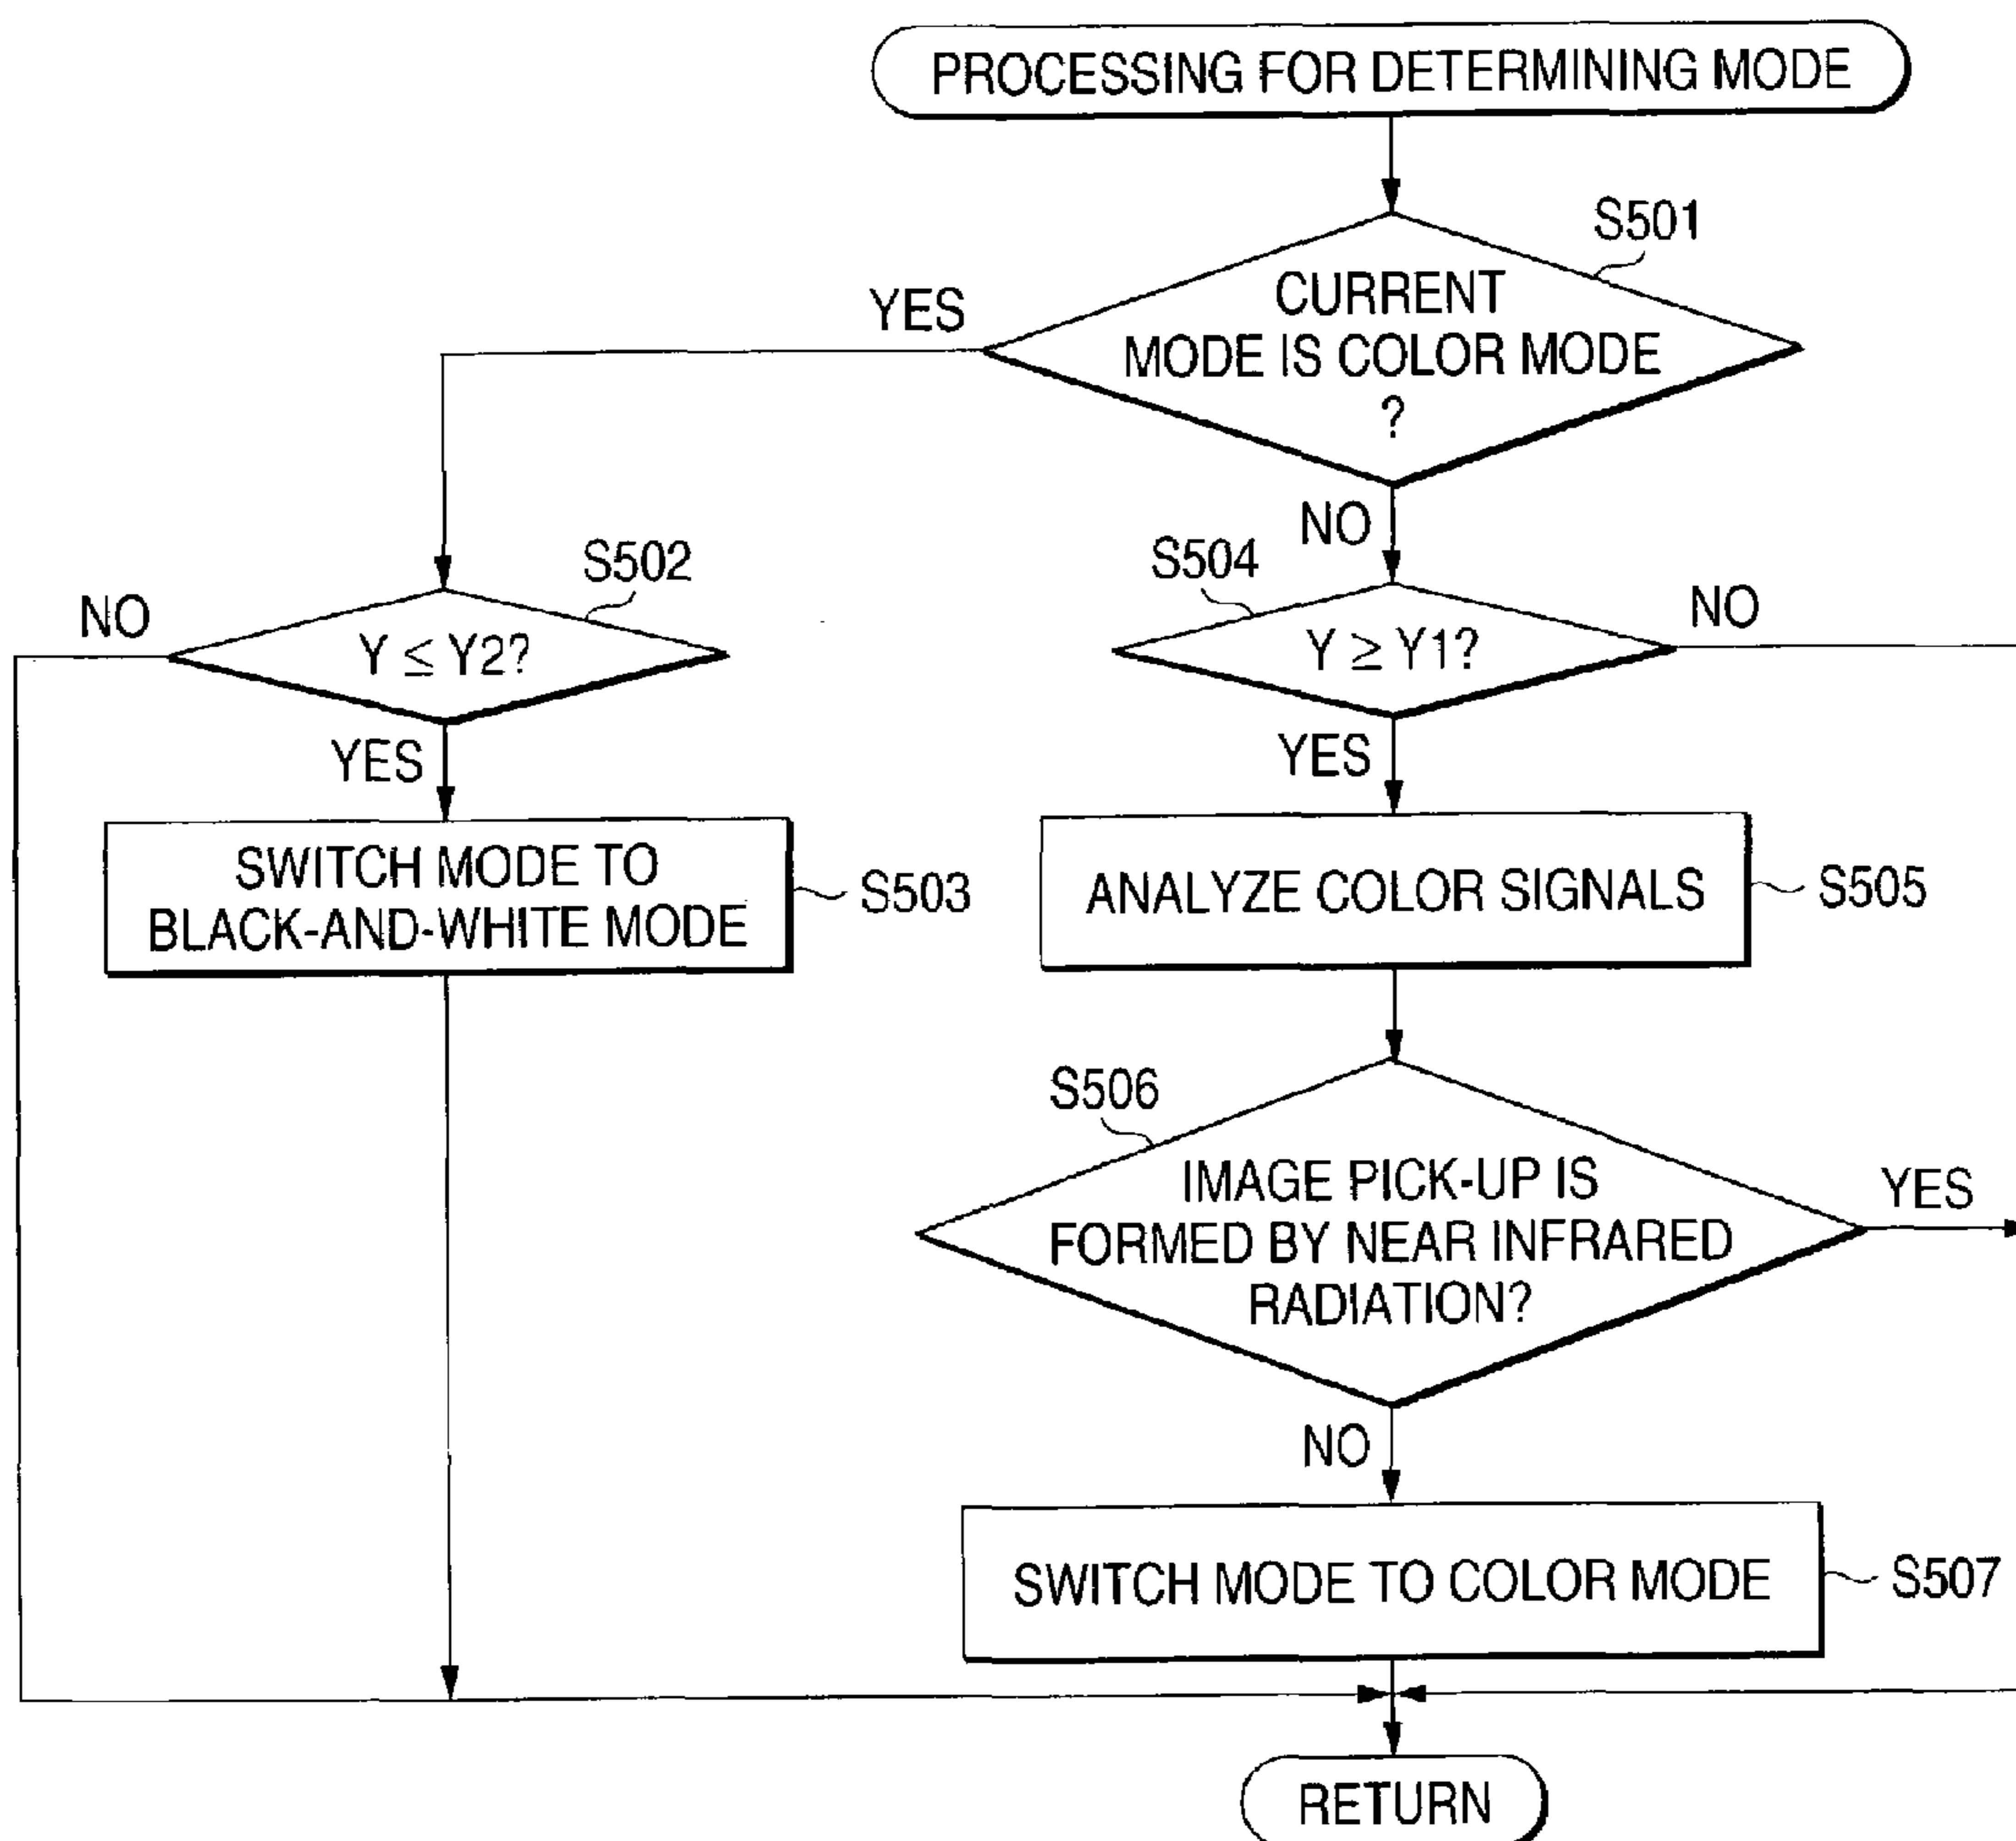 PROCESSING FOR DETERMINING MODE
S501
CURRENT
MODE IS COLOR MODE
?
YES
NO
S502
Y ≤ Y2?
NO
YES
S504
Y ≥ Y1?
NO
YES
SWITCH MODE TO
BLACK-AND-WHITE MODE
S503
ANALYZE COLOR SIGNALS
S505
S506
IMAGE PICK-UP IS
FORMED BY NEAR INFRARED
RADIATION?
YES
NO
SWITCH MODE TO COLOR MODE
S507
RETURN